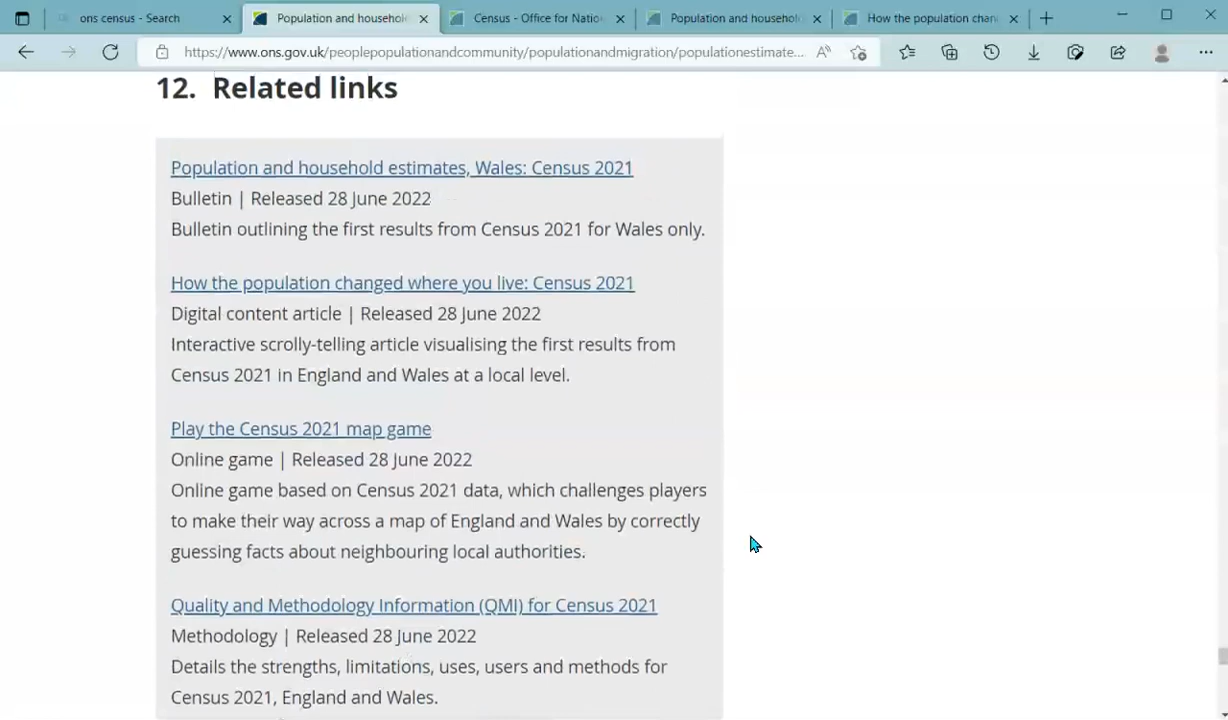 ons census - Search
Population and househol
Census - Office for Natio
Population and househol
How the population chan
https://www.ons.gov.uk/peoplepopulationandcommunity/populationandmigration/populationestimate...
12. Related links
Population and household estimates, Wales: Census 2021
Bulletin | Released 28 June 2022
Bulletin outlining the first results from Census 2021 for Wales only.
How the population changed where you live: Census 2021
Digital content article | Released 28 June 2022
Interactive scrolly-telling article visualising the first results from
Census 2021 in England and Wales at a local level.
Play the Census 2021 map game
Online game | Released 28 June 2022
Online game based on Census 2021 data, which challenges players
to make their way across a map of England and Wales by correctly
guessing facts about neighbouring local authorities.
Quality and Methodology Information (QMI) for Census 2021
Methodology | Released 28 June 2022
Details the strengths, limitations, uses, users and methods for
Census 2021, England and Wales.